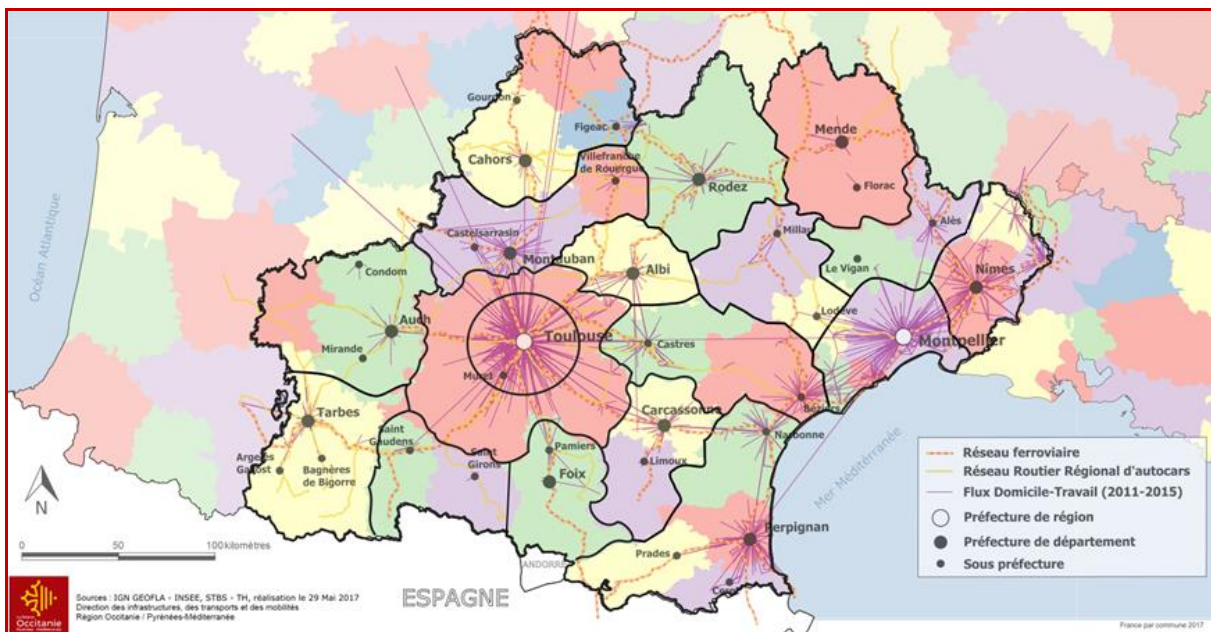 Océan Atlantique
Gourdon
Figeac
Cahors
Villefranche
de Rouergue
Rodez
Mende
Florac
Castelsarrasin
Montauban
Albi
Millau
Alès
Le Vigan
Nîmes
Condom
Auch
Mirande
Toulouse
Muret
Castres
Lodève
Montpellier
Béziers
Tarbes
Saint
Gaudens
Argelès
Gazost
Bagnères
de Bigorre
Saint
Girons
Pamiers
Foix
Carcassonne
Limoux
Narbonne
Perpignan
Prades
Céret
Mer Méditerranée
ANDORRE
ESPAGNE
N
0 50 100 kilomètres
Réseau ferroviaire
Réseau Routier Régional d'autocars
Flux Domicile-Travail (2011-2015)
Préfecture de région
Préfecture de département
Sous préfecture
Occitanie
Sources : IGN GEOFLA - INSEE, STBS - TH, réalisation le 29 Mai 2017
Direction des infrastructures, des transports et des mobilités
Région Occitanie / Pyrénées-Méditerranée
France par commune 2017